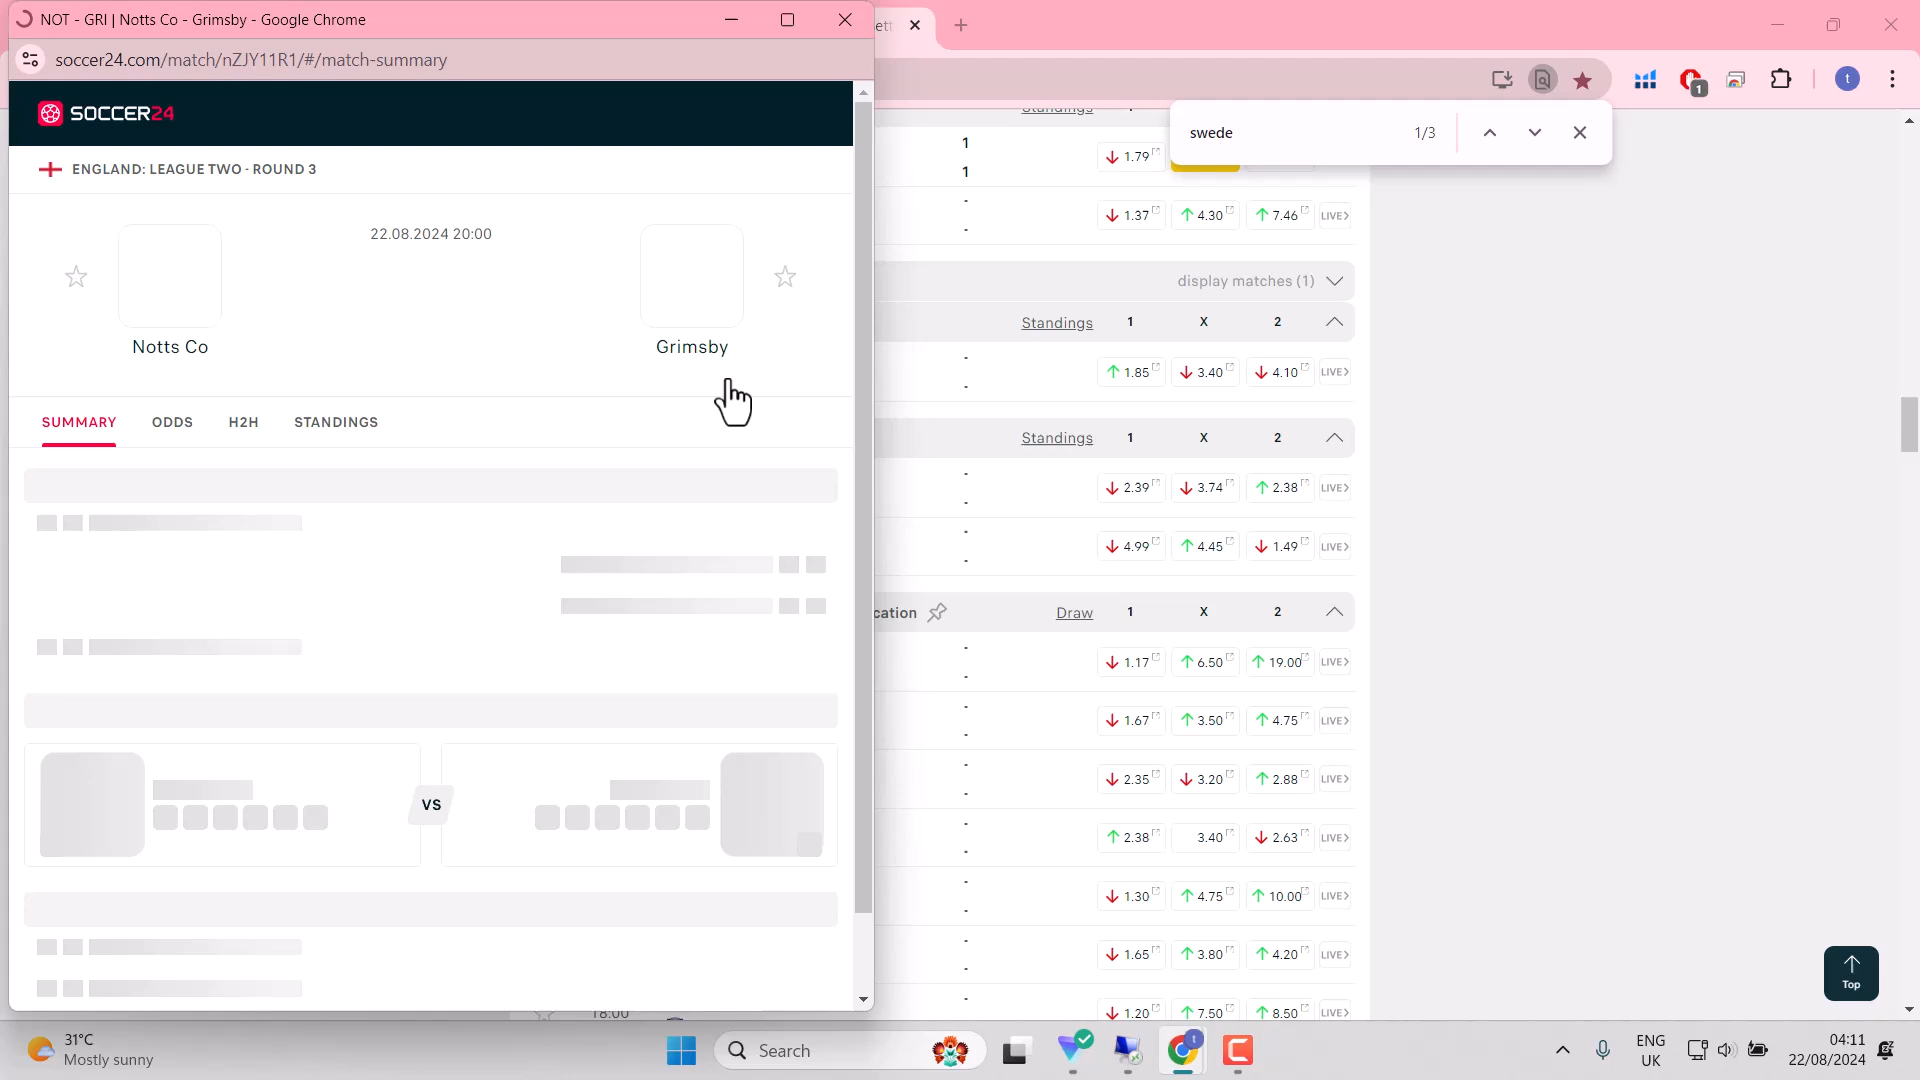 NOT - GRI | Notts Co - Grimsby - Google Chrome
soccer24.com/match/nZJY11R1/#/match-summary
t
1
swede
1/3
SOCCER24
ENGLAND: LEAGUE TWO - ROUND 3
22.08.2024 20:00
Notts Co
Grimsby
SUMMARY ODDS H2H STANDINGS
VS
1 1.79
1
- 1.37 4.30 7.46 LIVE>
-
display matches (1)
Standings 1 X 2
- 1.85 3.40 4.10 LIVE>
-
Standings 1 X 2
- 2.39 3.74 2.38 LIVE>
-
- 4.99 4.45 1.49 LIVE>
-
cation Draw 1 X 2
- 1.17 6.50 19.00 LIVE>
-
- 1.67 3.50 4.75 LIVE>
-
- 2.35 3.20 2.88 LIVE>
-
- 2.38 3.40 2.63 LIVE>
-
- 1.30 4.75 10.00 LIVE>
-
- 1.65 3.80 4.20 LIVE>
-
- 1.20 7.50 8.50 LIVE>
18:00
Top
31°C
Mostly sunny
Search
ENG
UK
04:11
22/08/2024